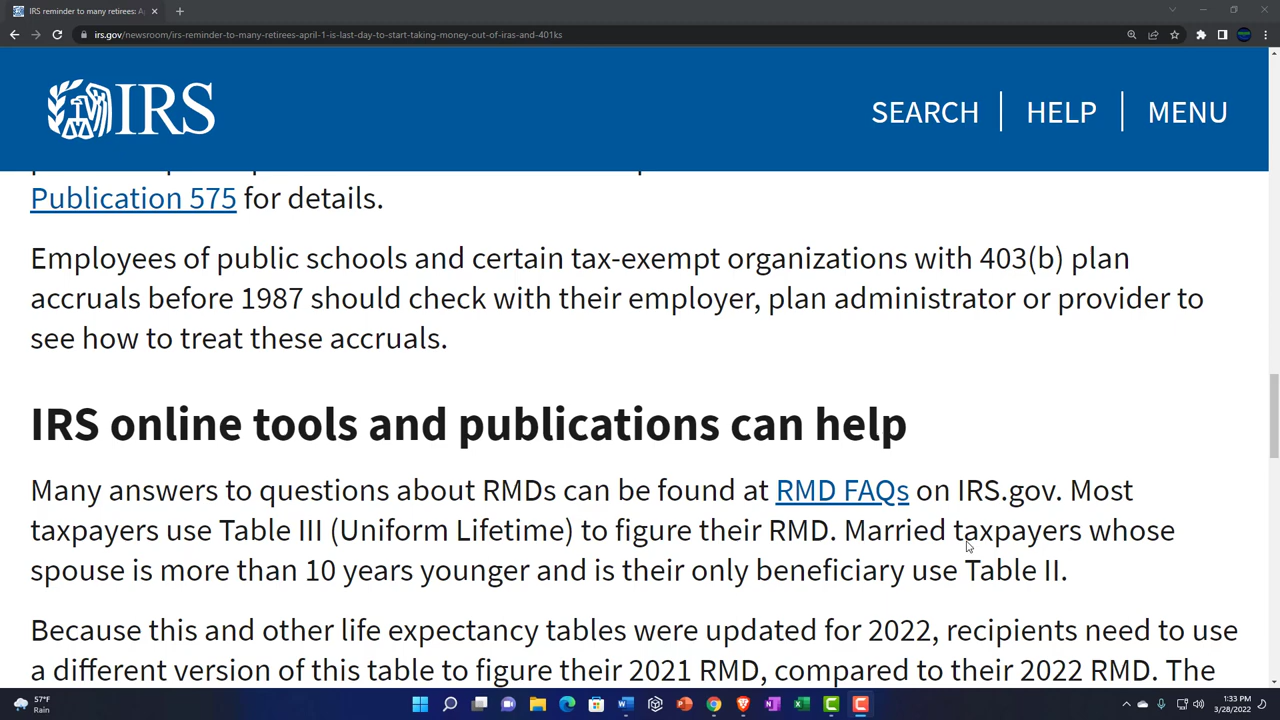 IRS reminder to many retirees: A
irs.gov/newsroom/irs-reminder-to-many-retirees-april-1-is-last-day-to-start-taking-money-out-of-iras-and-401ks
IRS
SEARCH
HELP
MENU
Publication 575 for details.
Employees of public schools and certain tax-exempt organizations with 403(b) plan
accruals before 1987 should check with their employer, plan administrator or provider to
see how to treat these accruals.
IRS online tools and publications can help
Many answers to questions about RMDs can be found at RMD FAQs on IRS.gov. Most
taxpayers use Table III (Uniform Lifetime) to figure their RMD. Married taxpayers whose
spouse is more than 10 years younger and is their only beneficiary use Table II.
Because this and other life expectancy tables were updated for 2022, recipients need to use
a different version of this table to figure their 2021 RMD, compared to their 2022 RMD. The
57°F
Rain
1:33 PM
3/28/2022